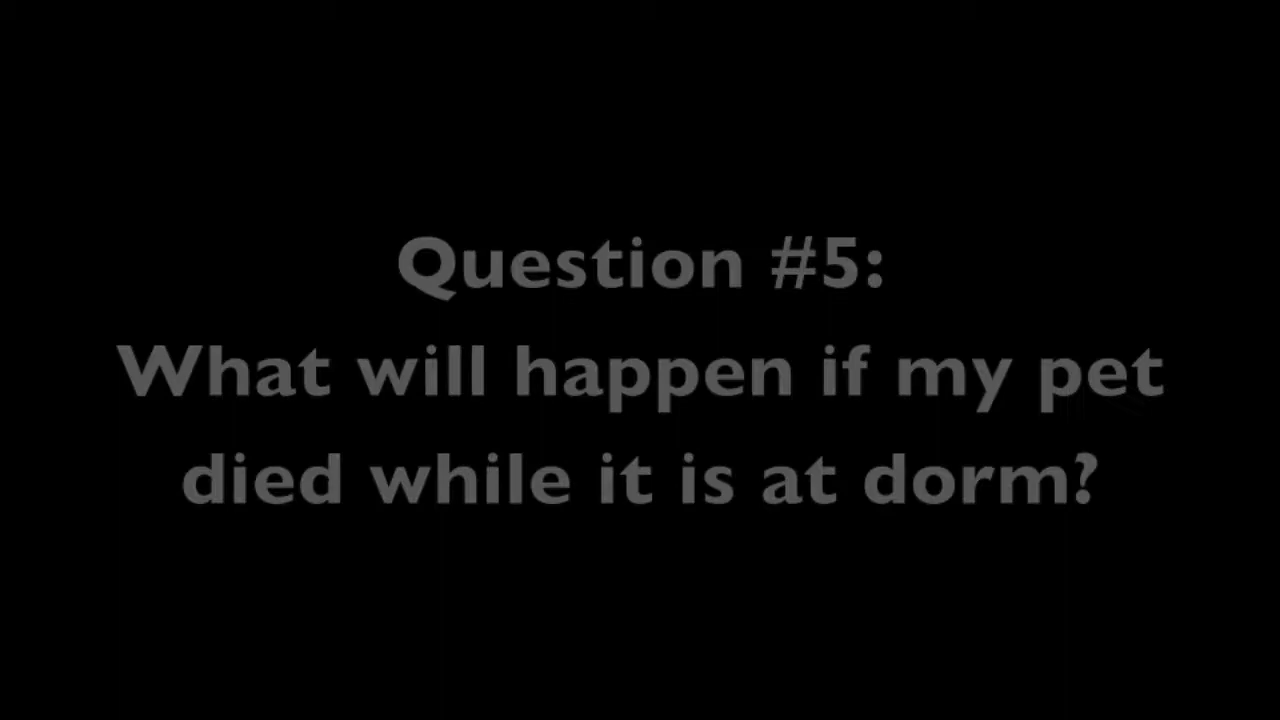 Question #5:
What will happen if my pet
died while it is at dorm?